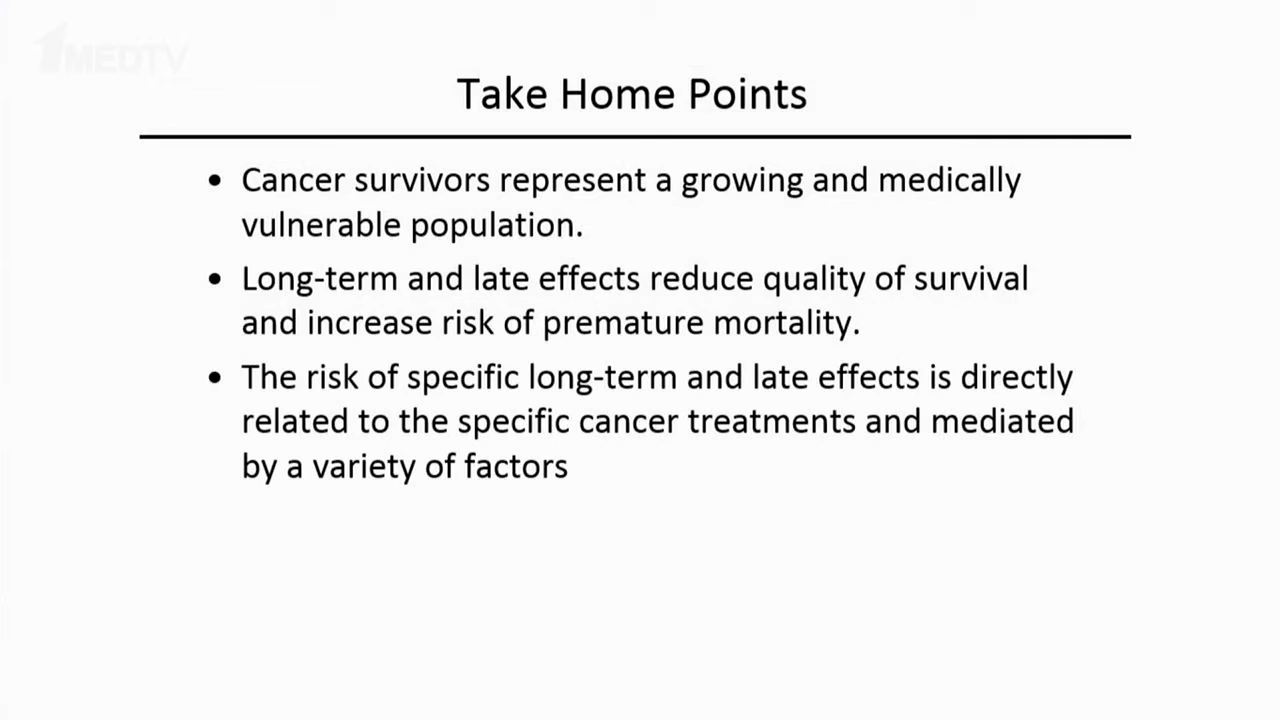 1MEDTV
Take Home Points
• Cancer survivors represent a growing and medically
vulnerable population.
• Long-term and late effects reduce quality of survival
and increase risk of premature mortality.
• The risk of specific long-term and late effects is directly
related to the specific cancer treatments and mediated
by a variety of factors